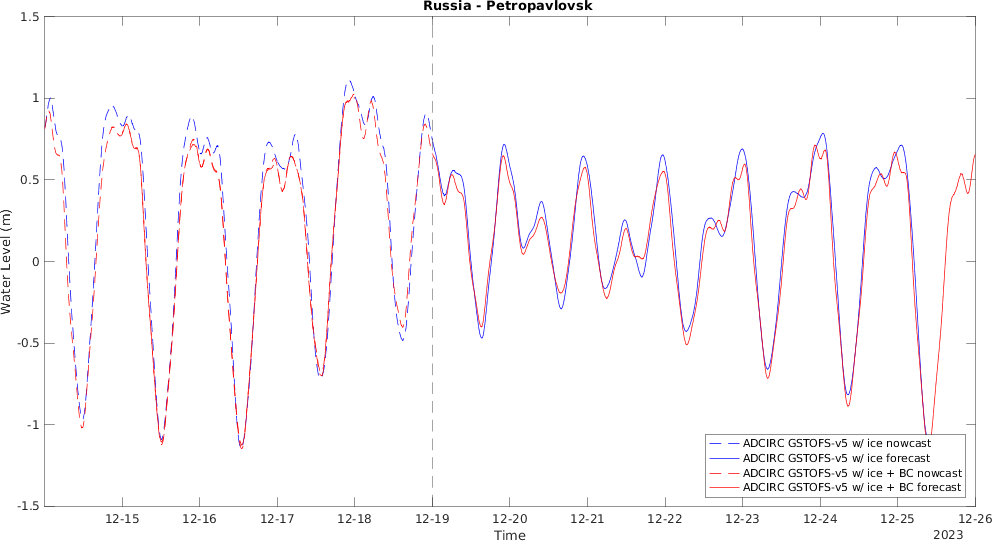 Russia - Petropavlovsk
1.5
1
0.5
0
-0.5
-1
-1.5
Water Level (m)
ADCIRC GSTOFS-v5 w/ ice nowcast
ADCIRC GSTOFS-v5 w/ ice forecast
ADCIRC GSTOFS-v5 w/ ice + BC nowcast
ADCIRC GSTOFS-v5 w/ ice + BC forecast
12-15 12-16 12-17 12-18 12-19 12-20 12-21 12-22 12-23 12-24 12-25 12-26
Time
2023